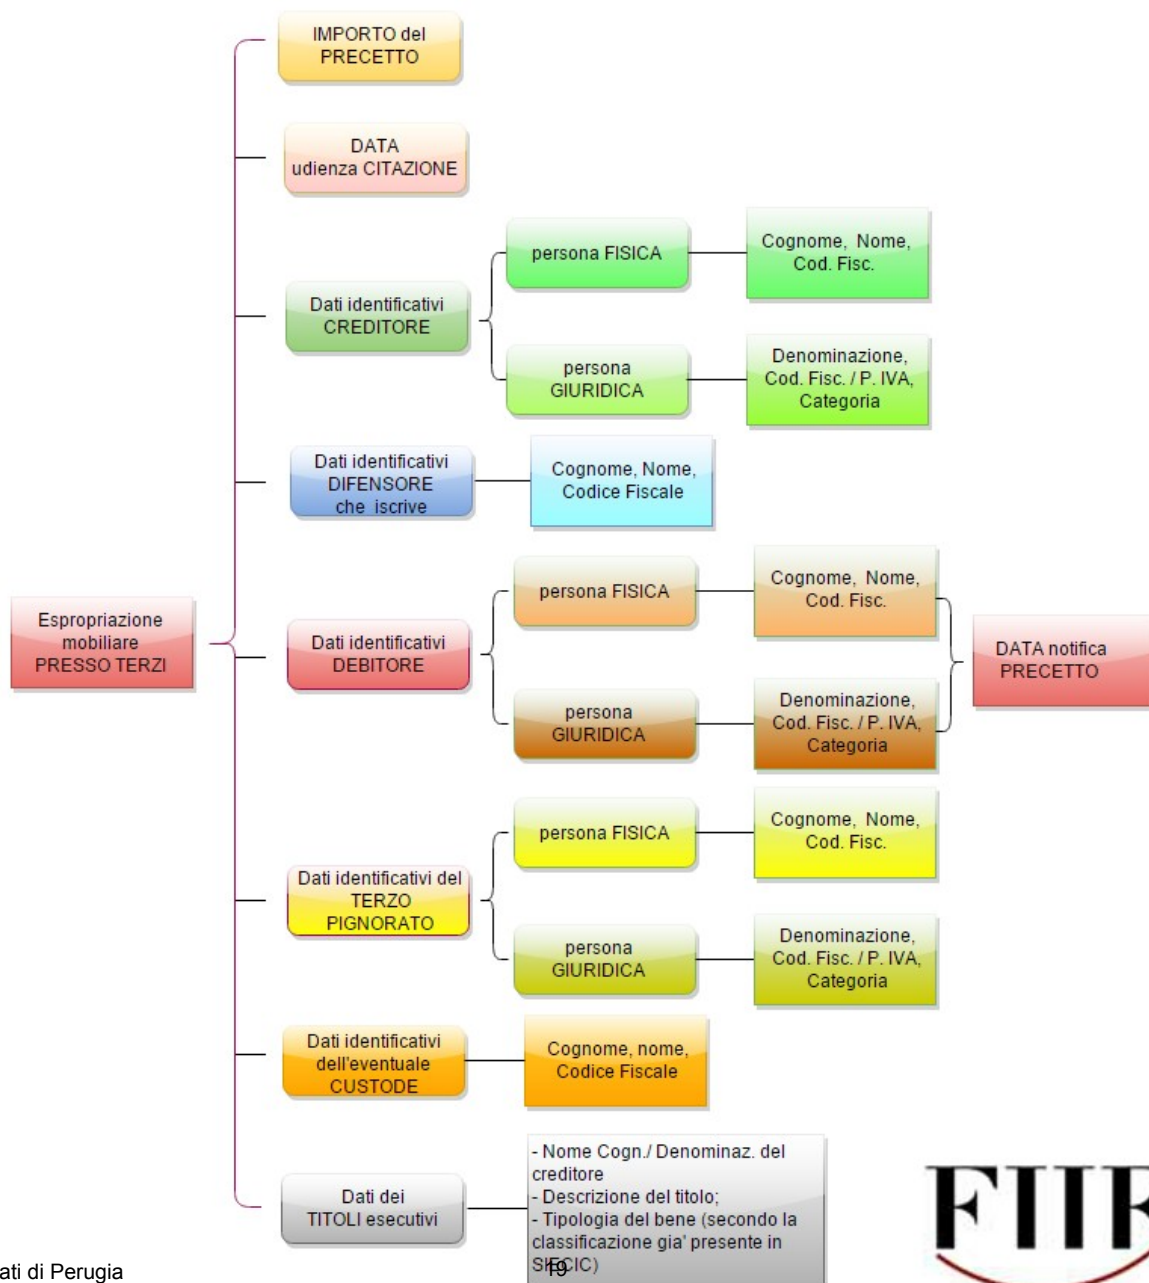 IMPORTO del
PRECETTO
DATA
udienza CITAZIONE
persona FISICA
Cognome, Nome,
Cod. Fisc.
Dati identificativi
CREDITORE
persona
GIURIDICA
Denominazione,
Cod. Fisc. / P. IVA,
Categoria
Dati identificativi
DIFENSORE
che iscrive
Cognome, Nome,
Codice Fiscale
Espropriazione
mobiliare
PRESSO TERZI
Dati identificativi
DEBITORE
persona FISICA
Cognome, Nome,
Cod. Fisc.
persona
GIURIDICA
Denominazione,
Cod. Fisc. / P. IVA,
Categoria
DATA notifica
PRECETTO
Dati identificativi del
TERZO
PIGNORATO
persona FISICA
Cognome, Nome,
Cod. Fisc.
persona
GIURIDICA
Denominazione,
Cod. Fisc. / P. IVA,
Categoria
Dati identificativi
dell'eventuale
CUSTODE
Cognome, nome,
Codice Fiscale
Dati dei
TITOLI esecutivi
- Nome Cogn./ Denominaz. del
creditore
- Descrizione del titolo;
- Tipologia del bene (secondo la
classificazione gia' presente in
SIECIC)
19
ati di Perugia